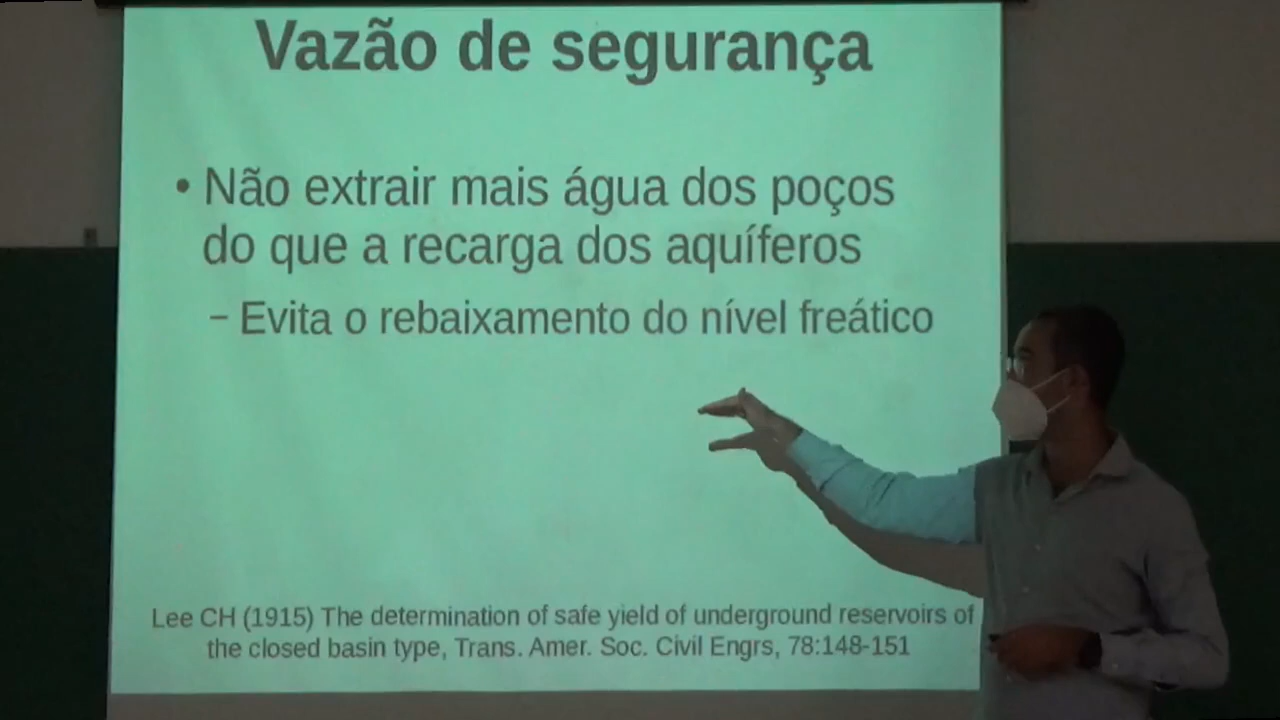 Vazão de segurança
• Não extrair mais água dos poços
do que a recarga dos aquíferos
– Evita o rebaixamento do nível freático
Lee CH (1915) The determination of safe yield of underground reservoirs of
the closed basin type, Trans. Amer. Soc. Civil Engrs, 78:148-151